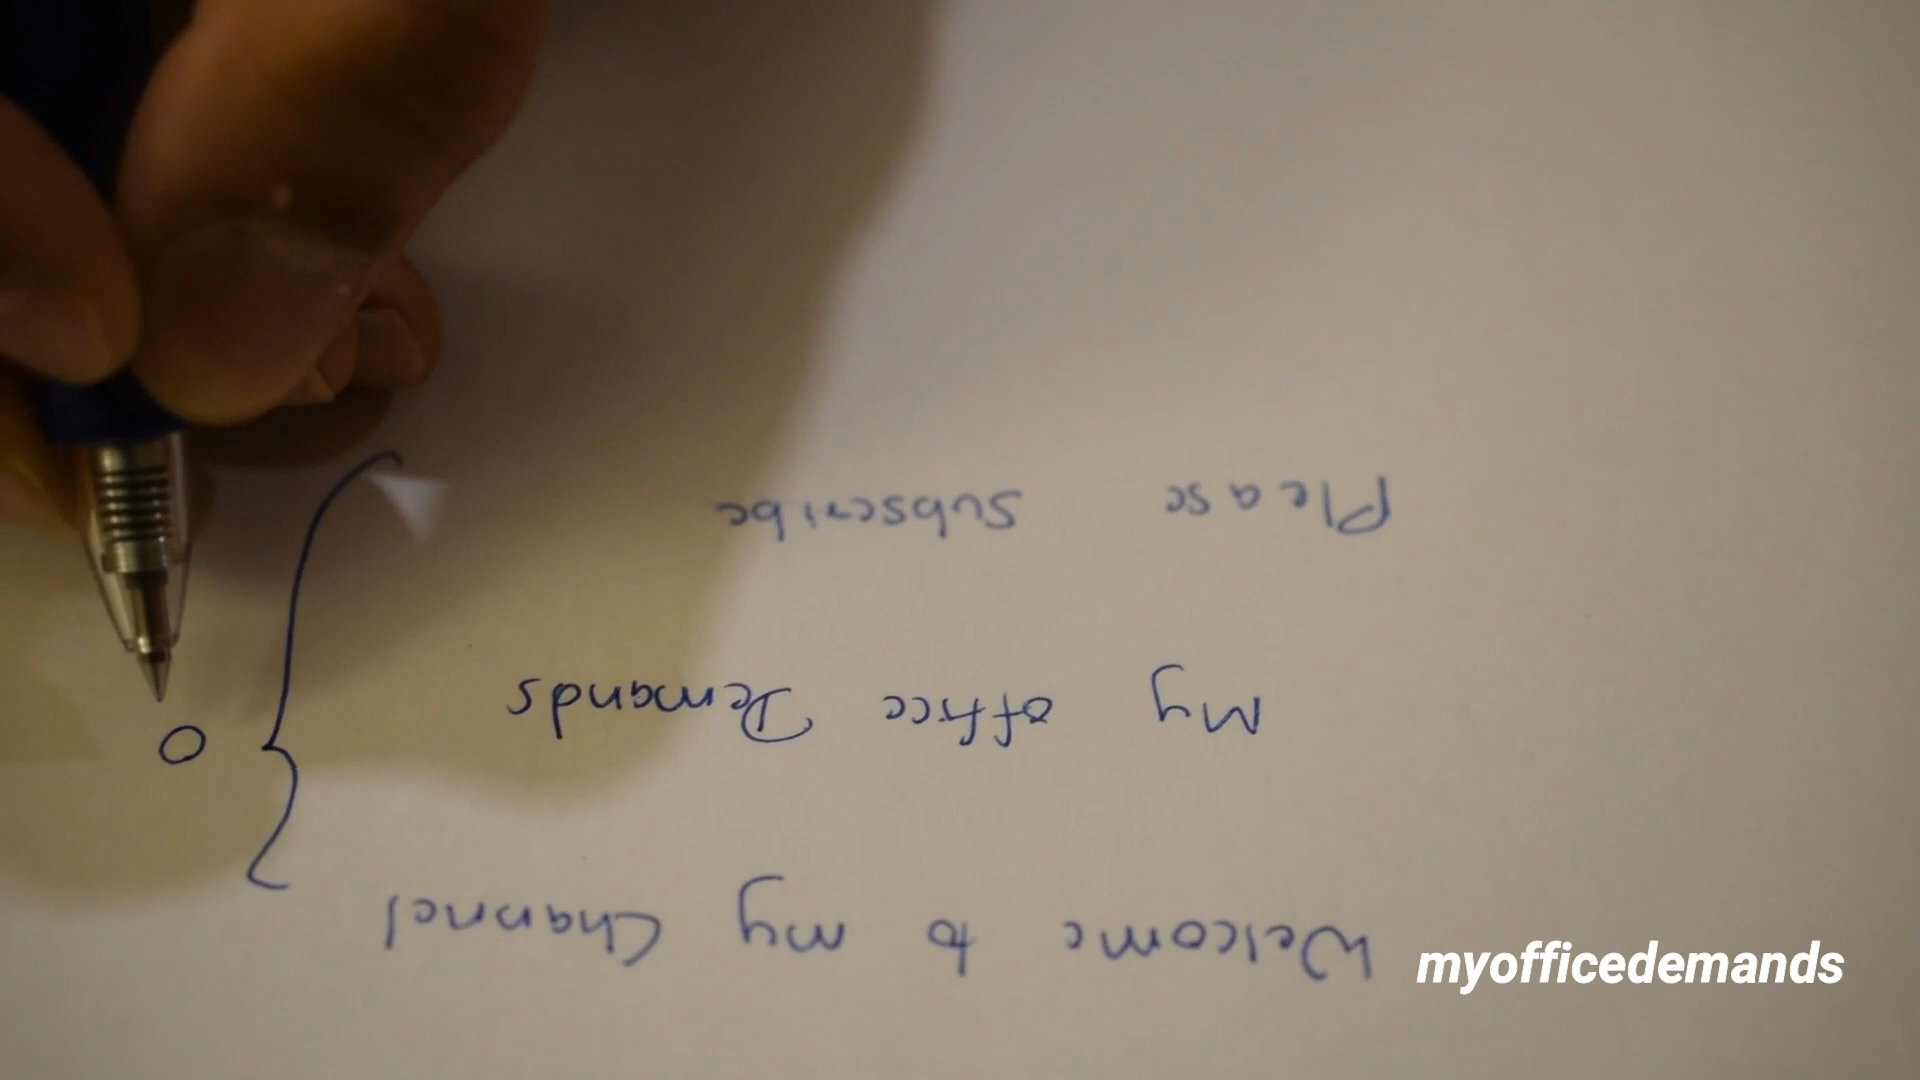 Welcome to my Channel
My office Demands
Please Subscribe
O
myofficedemands